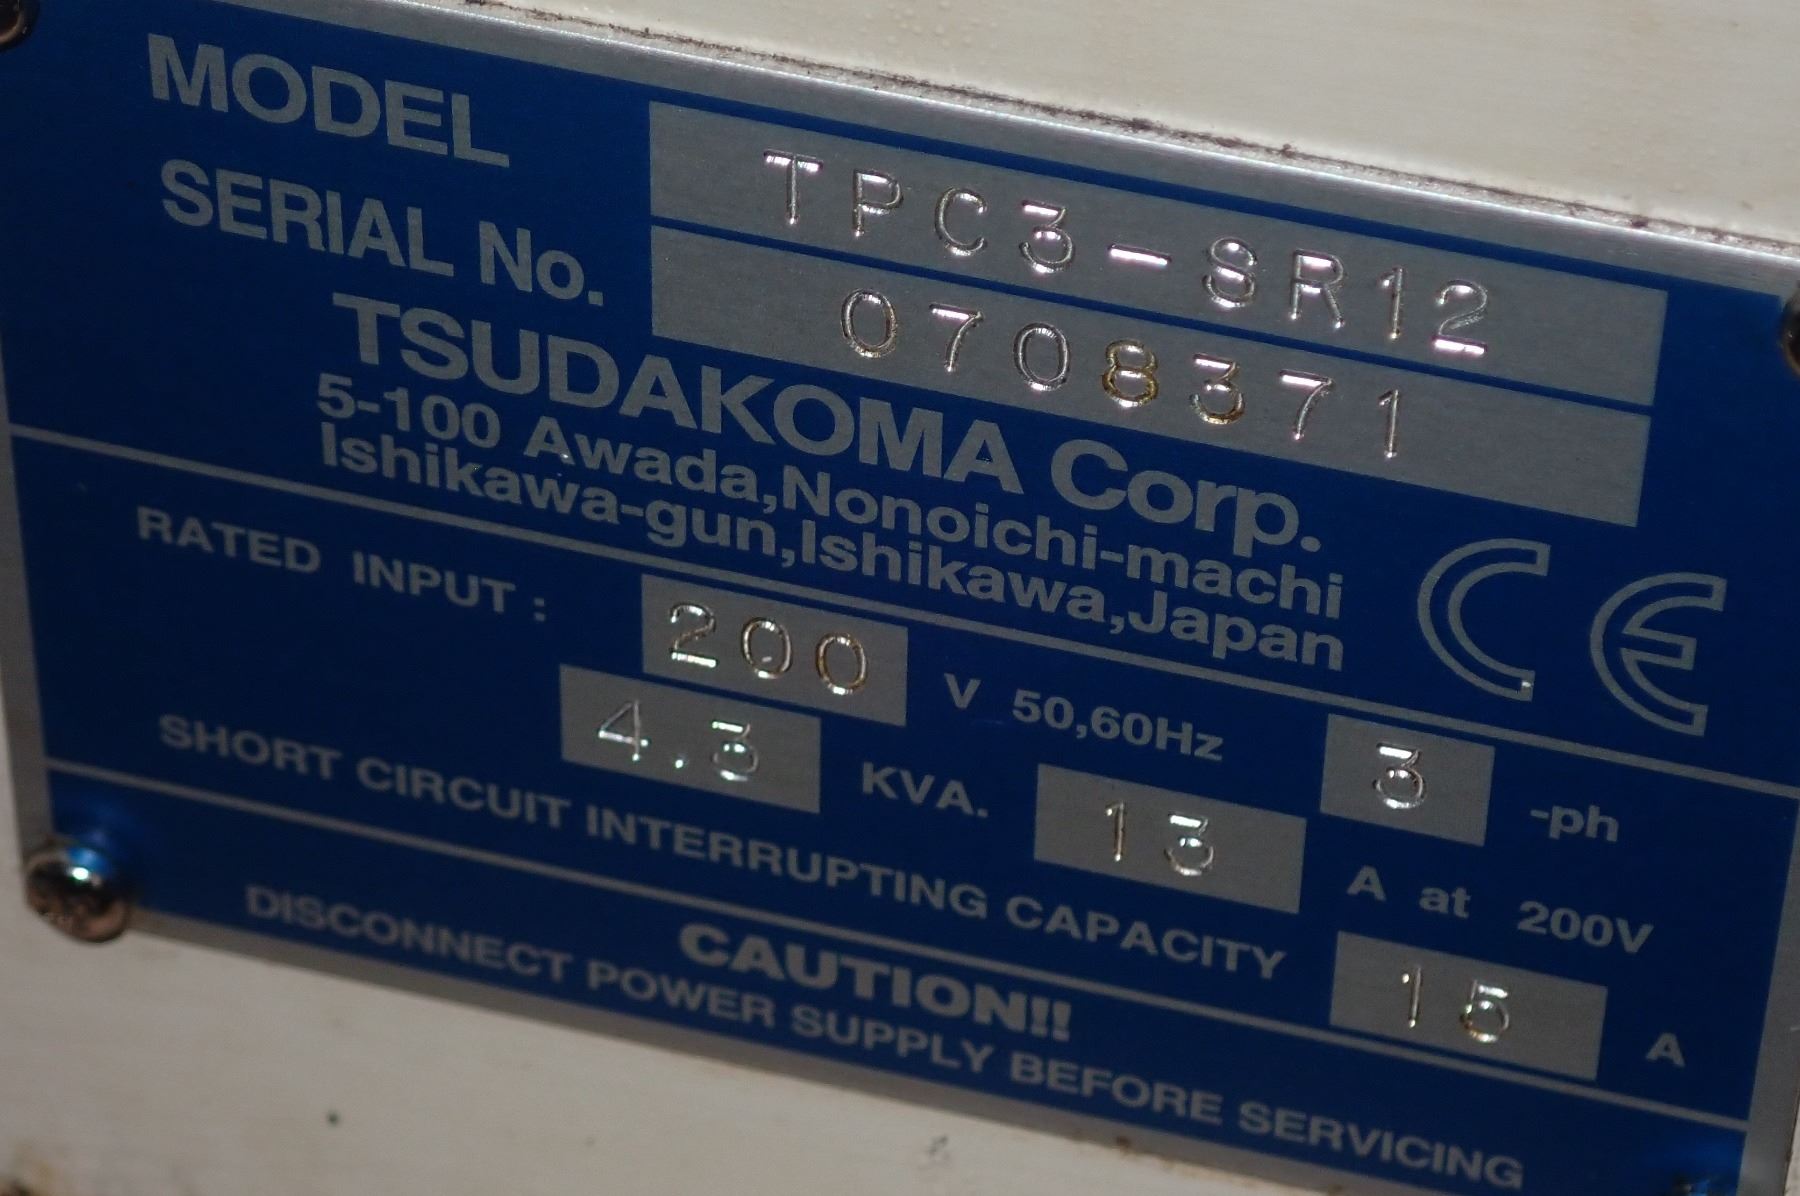 MODEL TPC3-SR12
SERIAL No. 0708371
TSUDAKOMA Corp.
5-100 Awada,Nonoichi-machi
Ishikawa-gun,Ishikawa,Japan
CE
RATED INPUT : 200 V 50,60Hz 3 -ph
4.3 KVA. 13 A at 200V
SHORT CIRCUIT INTERRUPTING CAPACITY 15 A
CAUTION!!
DISCONNECT POWER SUPPLY BEFORE SERVICING